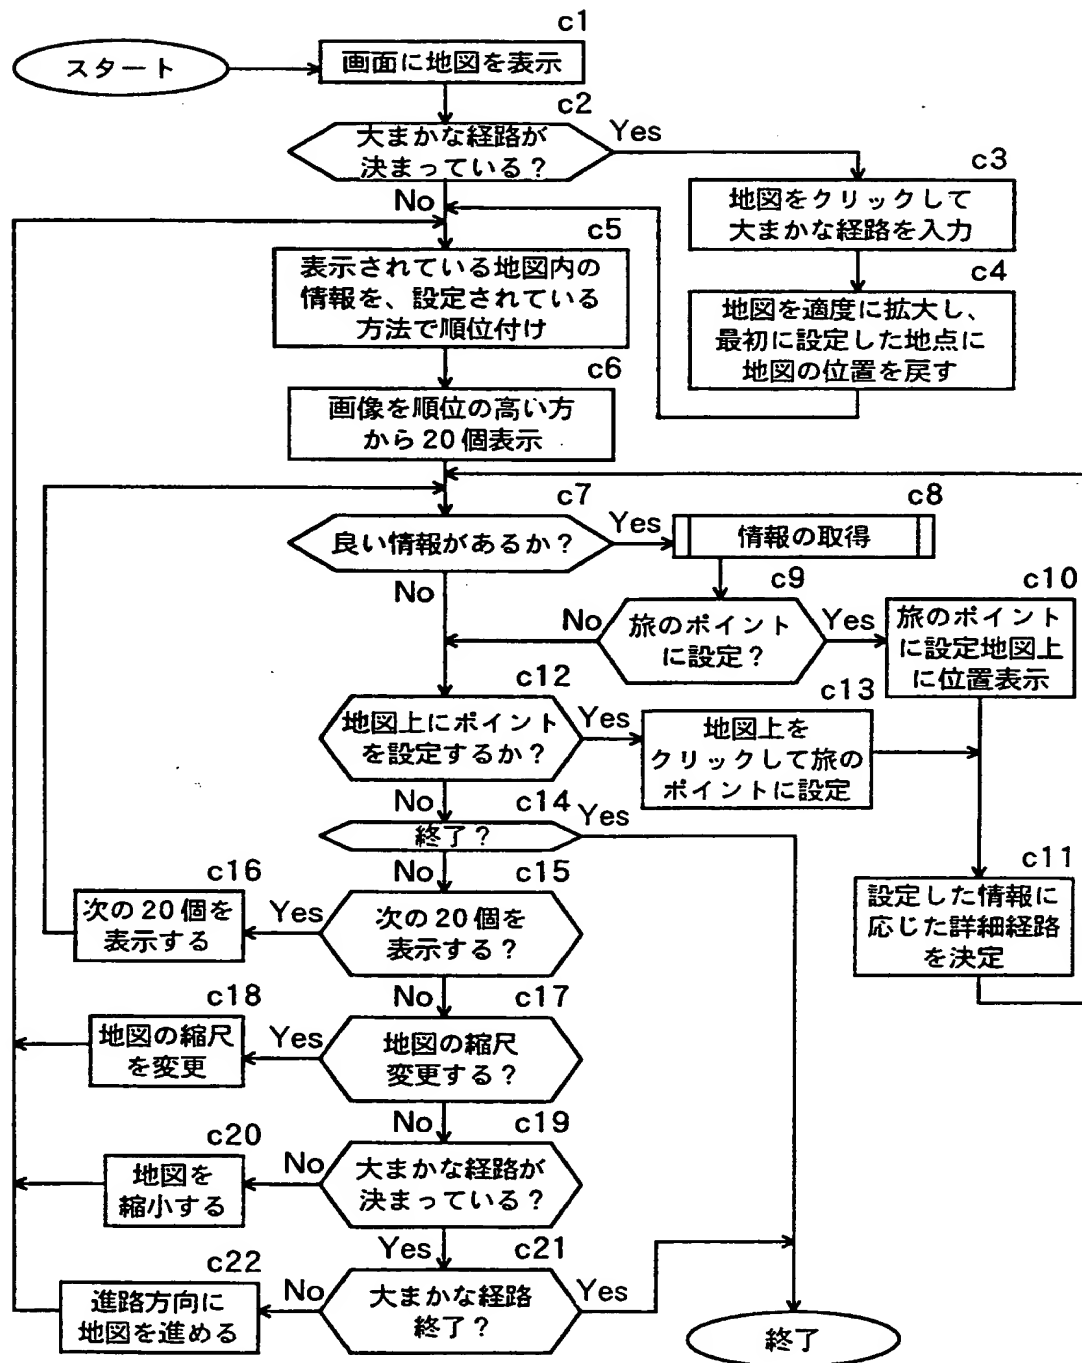 c1
スタート
画面に地図を表示
c2
大まかな経路が
決まっている？
Yes
No
c3
地図をクリックして
大まかな経路を入力
c4
地図を適度に拡大し、
最初に設定した地点に
地図の位置を戻す
c5
表示されている地図内の
情報を、設定されている
方法で順位付け
c6
画像を順位の高い方
から20個表示
c7
良い情報があるか？
Yes
No
c8
情報の取得
c9
旅のポイント
に設定？
No
Yes
c10
旅のポイント
に設定地図上
に位置表示
c12
地図上にポイント
を設定するか？
Yes
No
c13
地図上を
クリックして旅の
ポイントに設定
c14
終了？
Yes
No
c11
設定した情報に
応じた詳細経路
を決定
c15
次の20個を
表示する？
Yes
No
c16
次の20個を
表示する
c17
地図の縮尺
変更する？
Yes
No
c18
地図の縮尺
を変更
c19
大まかな経路が
決まっている？
No
Yes
c20
地図を
縮小する
c21
大まかな経路
終了？
No
Yes
c22
進路方向に
地図を進める
終了